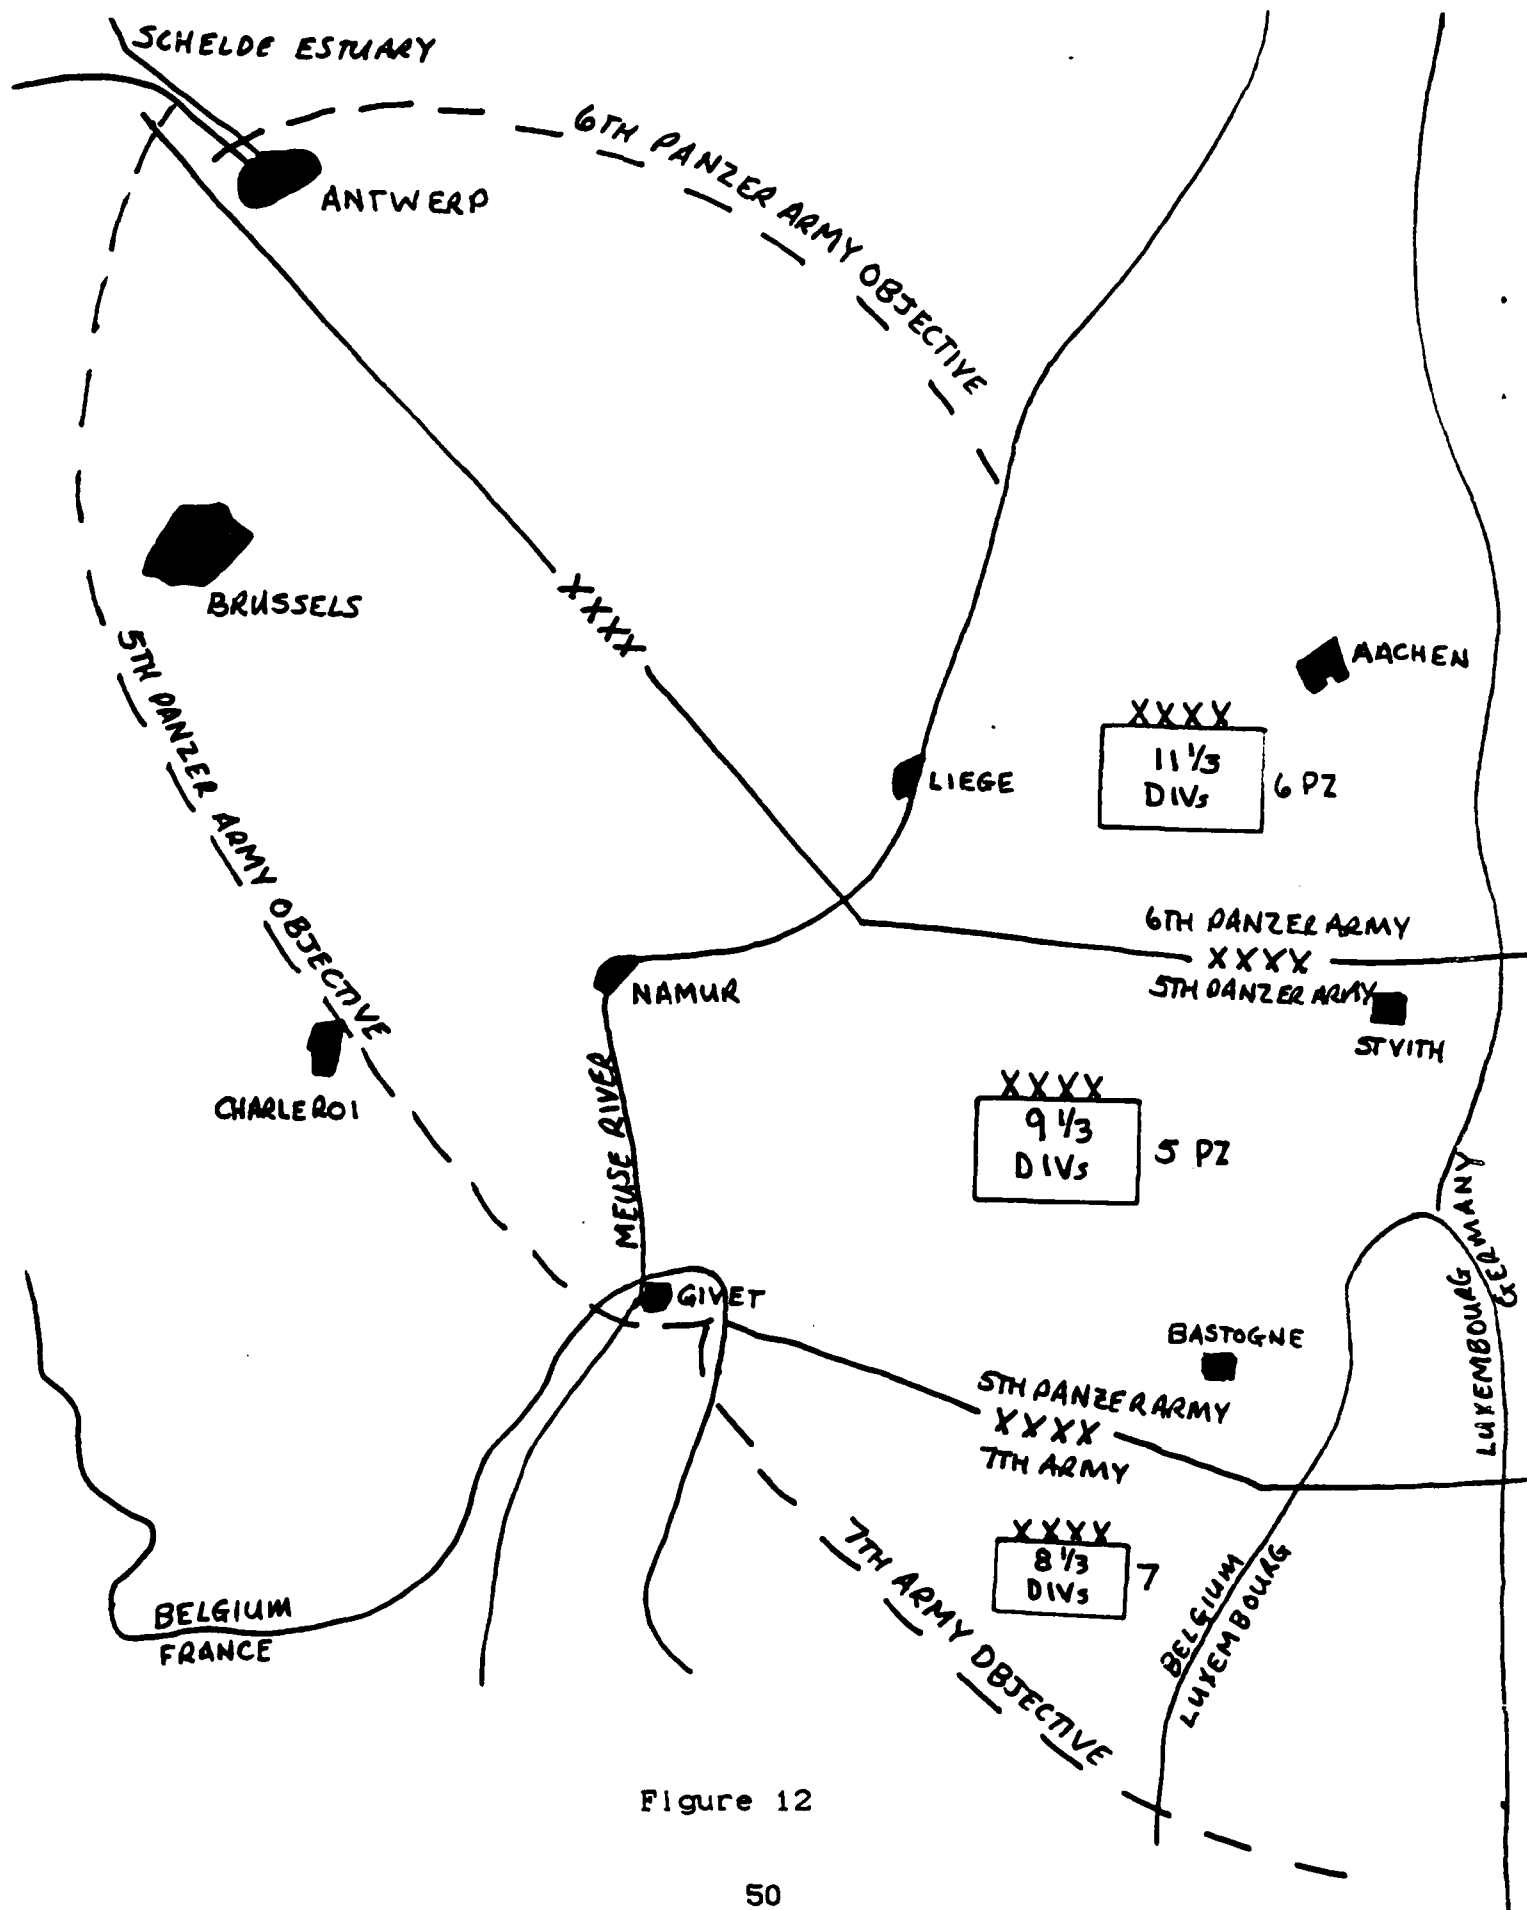 SCHELDE ESTUARY
6TH PANZER ARMY OBJECTIVE
ANTWERP
BRUSSELS
XXXX
5TH PANZER ARMY OBJECTIVE
AACHEN
XXXX
11 1/3
DIVs
6 PZ
LIEGE
6TH PANZER ARMY
XXXX
5TH PANZER ARMY
NAMUR
ST VITH
CHARLEROI
MEUSE RIVER
XXXX
9 1/3
DIVs
5 PZ
GERMANY
LUXEMBOURG
GIVET
BASTOGNE
5TH PANZER ARMY
XXXX
7TH ARMY
XXXX
8 1/3
DIVs
7
7TH ARMY OBJECTIVE
BELGIUM
LUXEMBOURG
BELGIUM
FRANCE
Figure 12
50